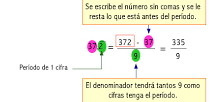 Se escribe el número sin comas y se le
resta lo que está antes del período.
37,2 = 372 - 37 / 9 = 335 / 9
Período de 1 cifra
El denominador tendrá tantos 9 como
cifras tenga el período.